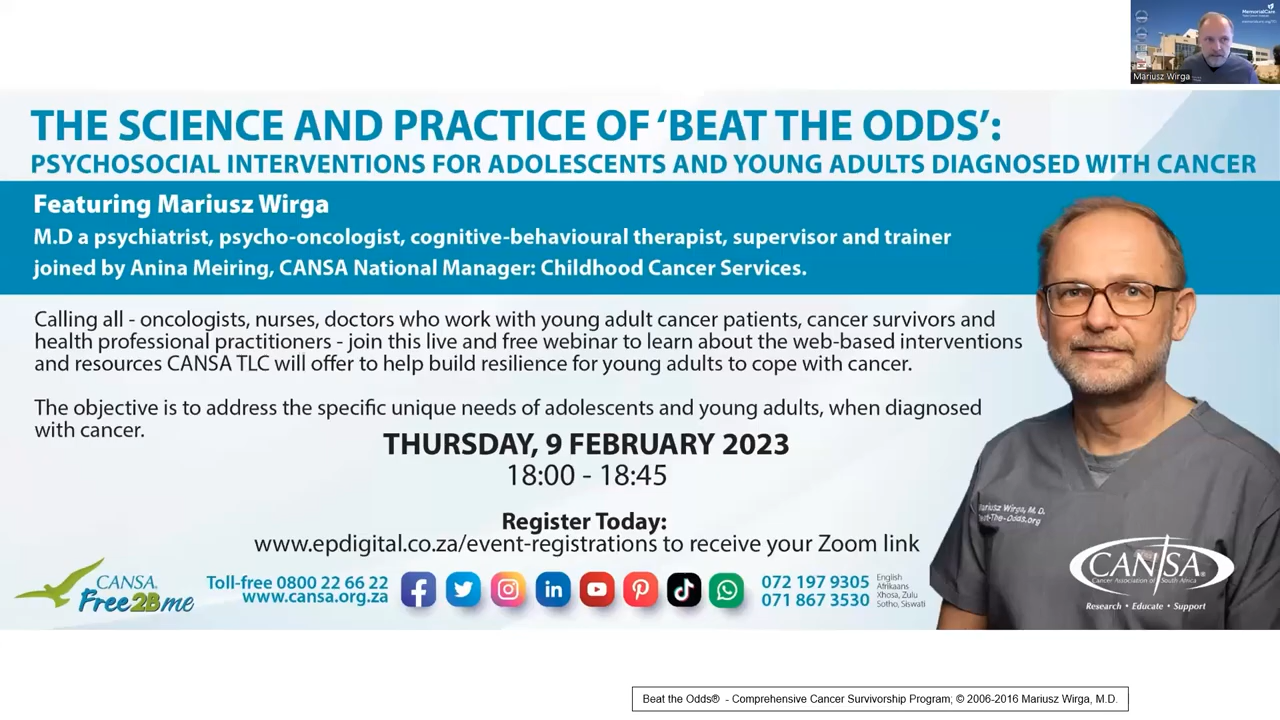 MemorialCare
Mariusz Wirga
THE SCIENCE AND PRACTICE OF ‘BEAT THE ODDS’:
PSYCHOSOCIAL INTERVENTIONS FOR ADOLESCENTS AND YOUNG ADULTS DIAGNOSED WITH CANCER
Featuring Mariusz Wirga
M.D a psychiatrist, psycho-oncologist, cognitive-behavioural therapist, supervisor and trainer
joined by Anina Meiring, CANSA National Manager: Childhood Cancer Services.
Calling all - oncologists, nurses, doctors who work with young adult cancer patients, cancer survivors and
health professional practitioners - join this live and free webinar to learn about the web-based interventions
and resources CANSA TLC will offer to help build resilience for young adults to cope with cancer.
The objective is to address the specific unique needs of adolescents and young adults, when diagnosed
with cancer.
THURSDAY, 9 FEBRUARY 2023
18:00 - 18:45
Register Today:
www.epdigital.co.za/event-registrations to receive your Zoom link
Mariusz Wirga, M. D.
Beat-The-Odds.org
CANSA
Free2Bme
Toll-free 0800 22 66 22
www.cansa.org.za
072 197 9305
071 867 3530
English
Afrikaans
Xhosa, Zulu
Sotho, Siswati
CANSA
Cancer Association of South Africa
Research • Educate • Support
Beat the Odds® - Comprehensive Cancer Survivorship Program; © 2006-2016 Mariusz Wirga, M.D.